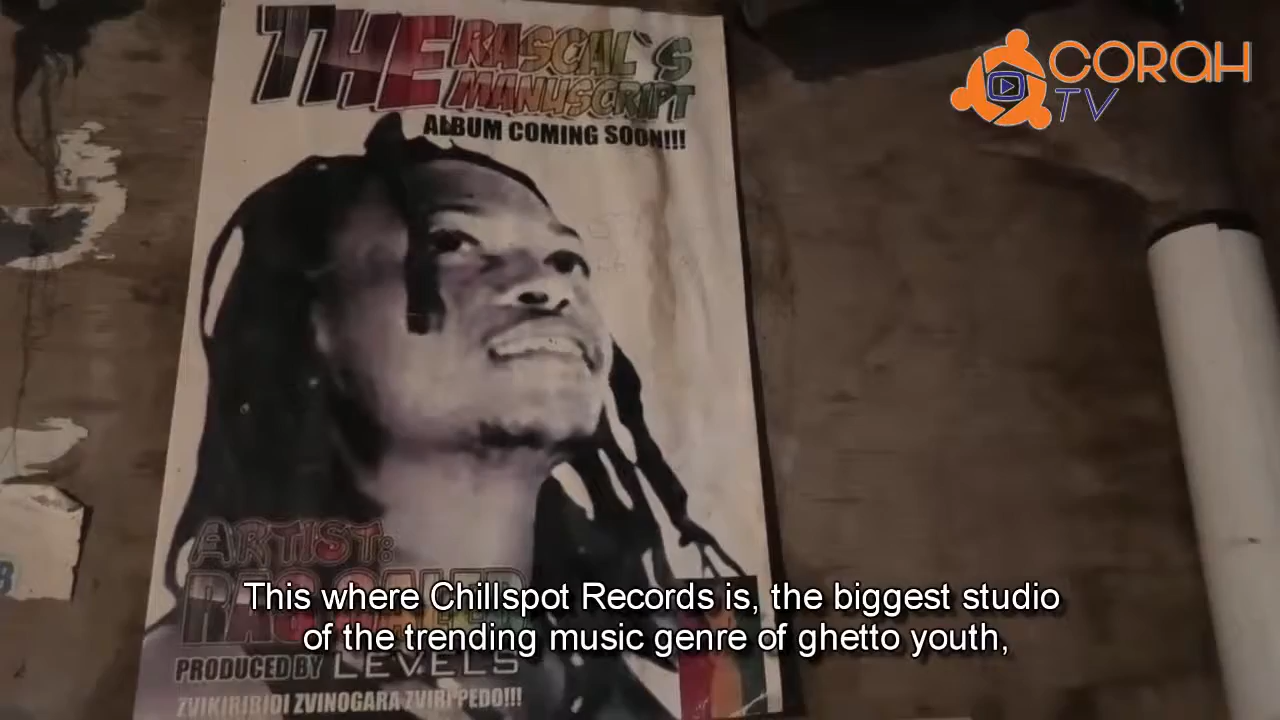 THE RASCAL`S
MANUSCRIPT
ALBUM COMING SOON!!!
CORAH
TV
ARTIST:
This where Chillspot Records is, the biggest studio
of the trending music genre of ghetto youth,
PRODUCED BY LEVELS
ZVIKIRIBIDI ZVINOGARA ZVIRI PEDO!!!